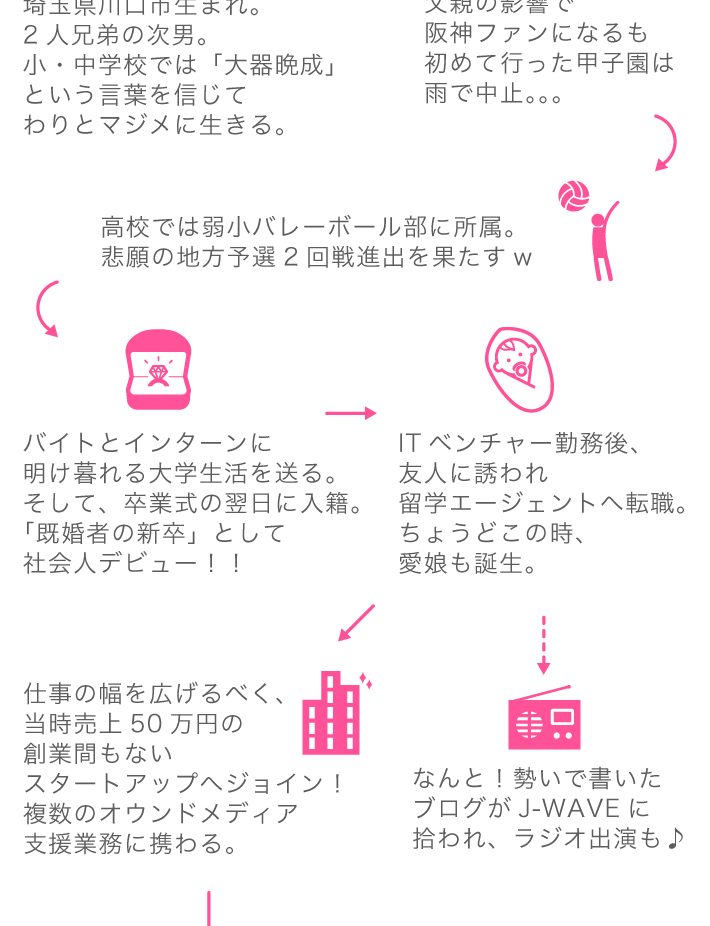 埼玉県川口市生まれ。
2人兄弟の次男。
小・中学校では「大器晩成」
という言葉を信じて
わりとマジメに生きる。
父親の影響で
阪神ファンになるも
初めて行った甲子園は
雨で中止。。。
高校では弱小バレーボール部に所属。
悲願の地方予選2回戦進出を果たすw
バイトとインターンに
明け暮れる大学生活を送る。
そして、卒業式の翌日に入籍。
「既婚者の新卒」として
社会人デビュー!!
ITベンチャー勤務後、
友人に誘われ
留学エージェントへ転職。
ちょうどこの時、
愛娘も誕生。
仕事の幅を広げるべく、
当時売上50万円の
創業間もない
スタートアップへジョイン!
複数のオウンドメディア
支援業務に携わる。
なんと!勢いで書いた
ブログがJ-WAVEに
拾われ、ラジオ出演も♪